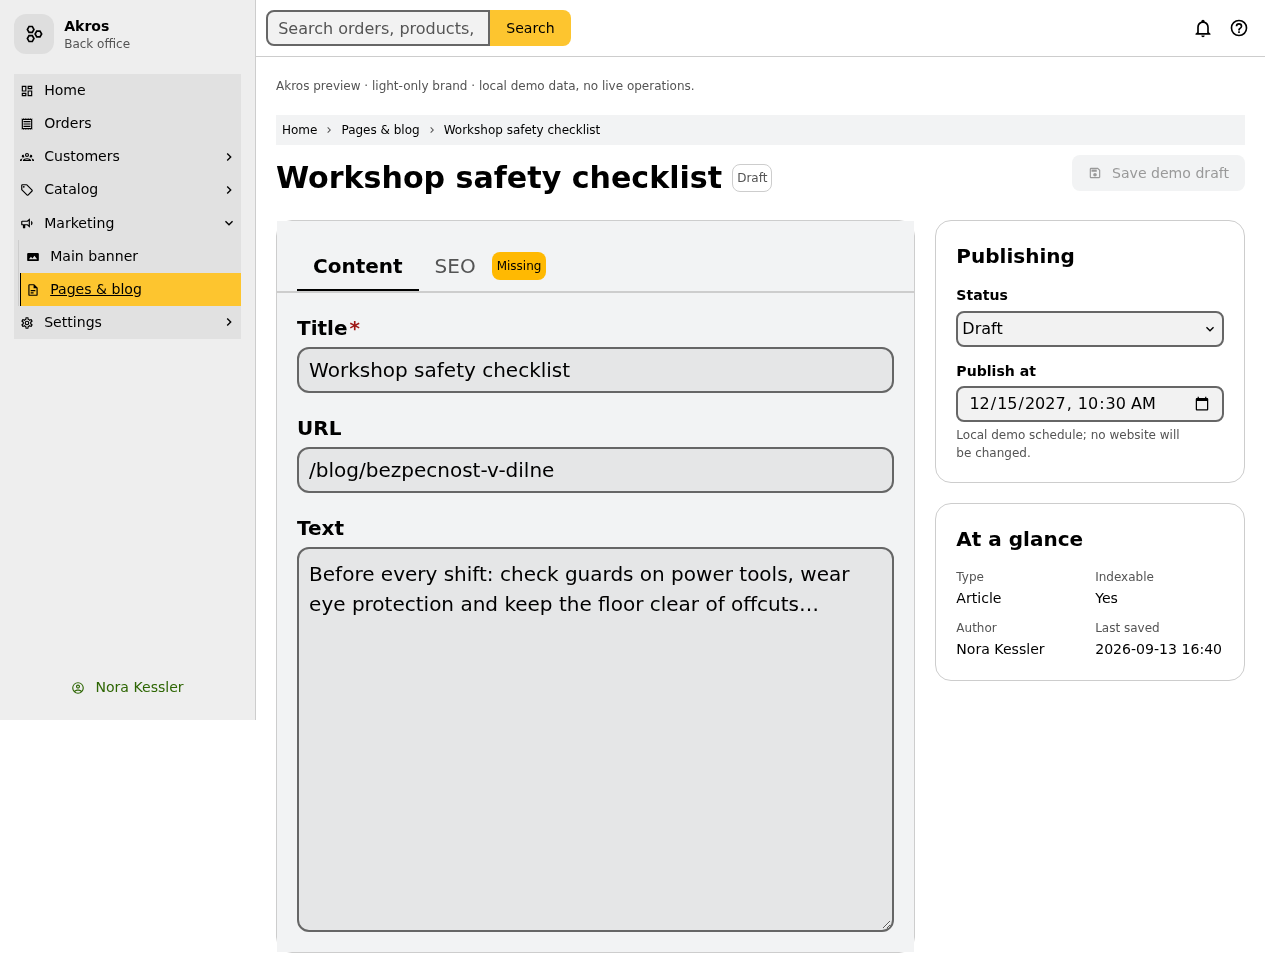 Akros
Back office
Home
Orders
Customers
Catalog
Marketing
Main banner
Pages & blog
Settings
Nora Kessler
Search orders, products,
Search
Akros preview · light-only brand · local demo data, no live operations.
Home › Pages & blog › Workshop safety checklist
Workshop safety checklist
Draft
Save demo draft
Content
SEO
Missing
Title*
Workshop safety checklist
URL
/blog/bezpecnost-v-dilne
Text
Before every shift: check guards on power tools, wear
eye protection and keep the floor clear of offcuts…
Publishing
Status
Draft
Publish at
12/15/2027, 10:30 AM
Local demo schedule; no website will
be changed.
At a glance
Type
Article
Indexable
Yes
Author
Nora Kessler
Last saved
2026-09-13 16:40